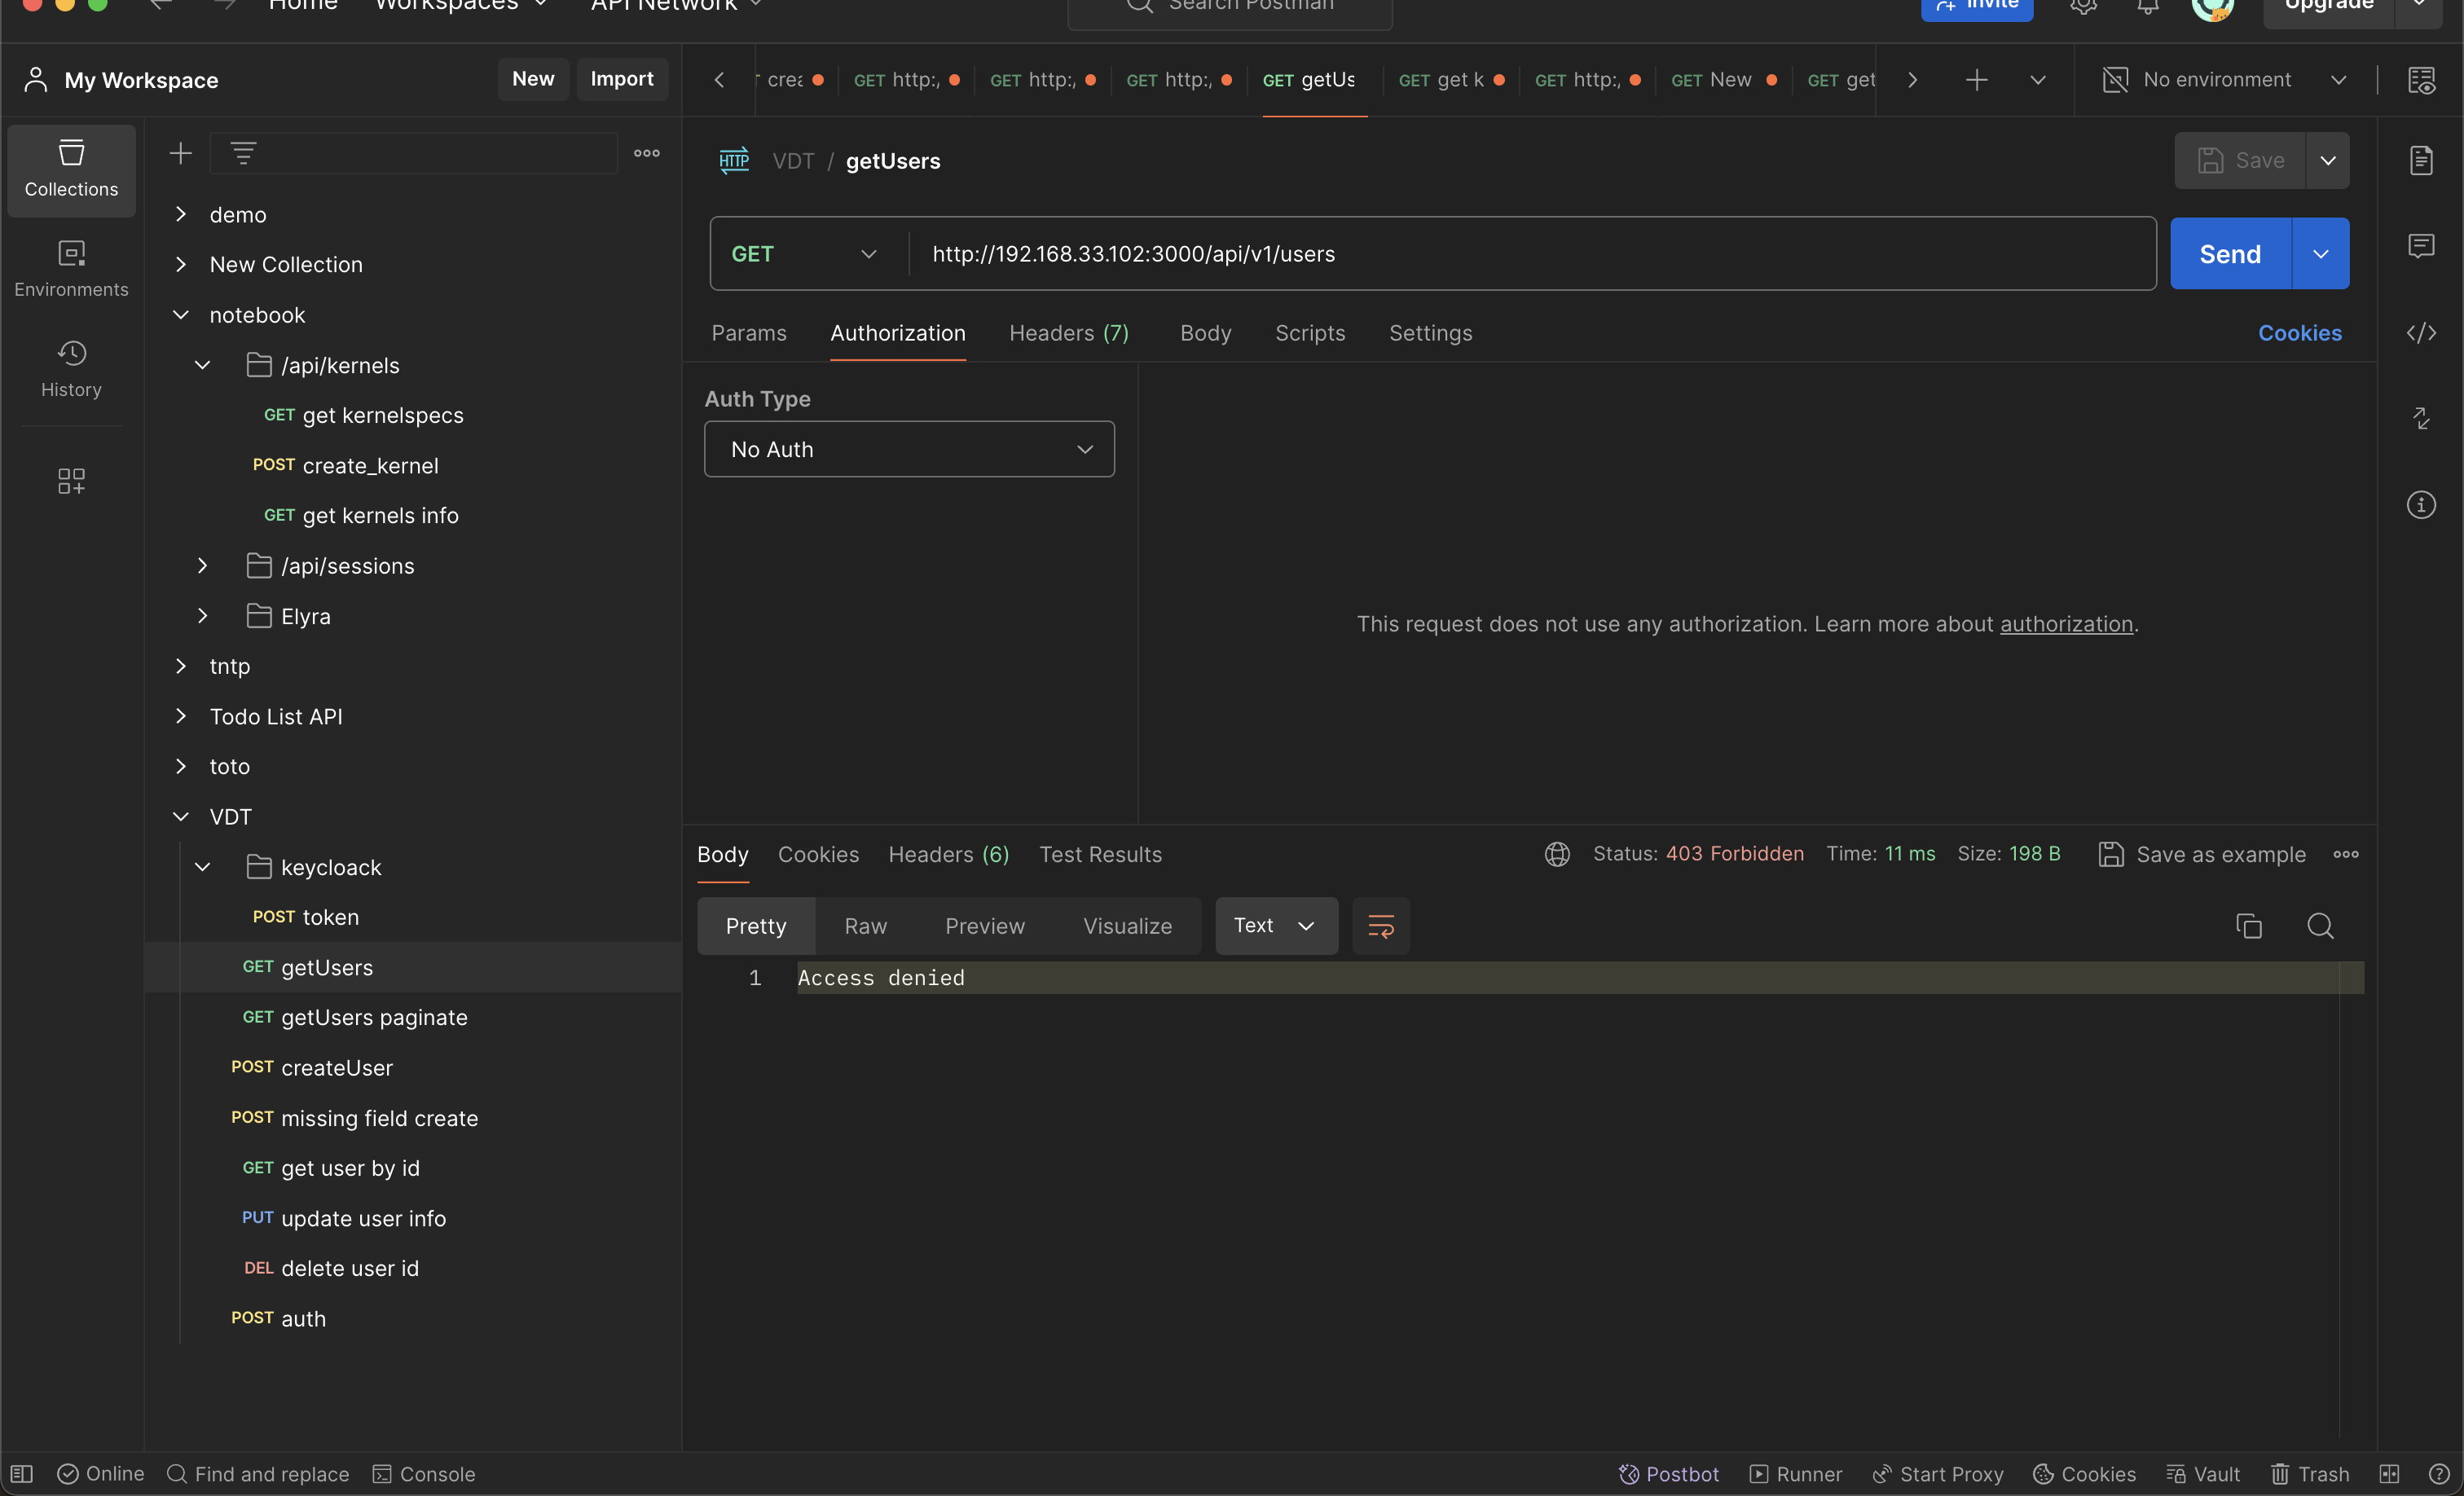 Home Workspaces API Network Search Postman Invite Upgrade
My Workspace New Import
crea GET http:/ GET http:/ GET http:/ GET getUs GET get k GET http:/ GET New GET get No environment
Collections
Environments
History
demo
New Collection
notebook
/api/kernels
GET get kernelspecs
POST create_kernel
GET get kernels info
/api/sessions
Elyra
tntp
Todo List API
toto
VDT
keycloack
POST token
GET getUsers
GET getUsers paginate
POST createUser
POST missing field create
GET get user by id
PUT update user info
DEL delete user id
POST auth
HTTP VDT / getUsers Save
GET http://192.168.33.102:3000/api/v1/users Send
Params Authorization Headers (7) Body Scripts Settings Cookies
Auth Type
No Auth
This request does not use any authorization. Learn more about authorization.
Body Cookies Headers (6) Test Results Status: 403 Forbidden Time: 11 ms Size: 198 B Save as example
Pretty Raw Preview Visualize Text
1 Access denied
Online Find and replace Console Postbot Runner Start Proxy Cookies Vault Trash